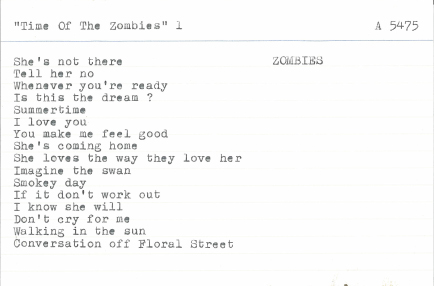 "Time Of The Zombies" 1 A 5475
She's not there ZOMBIES
Tell her no
Whenever you're ready
Is this the dream ?
Summertime
I love you
You make me feel good
She's coming home
She loves the way they love her
Imagine the swan
Smokey day
If it don't work out
I know she will
Don't cry for me
Walking in the sun
Conversation off Floral Street